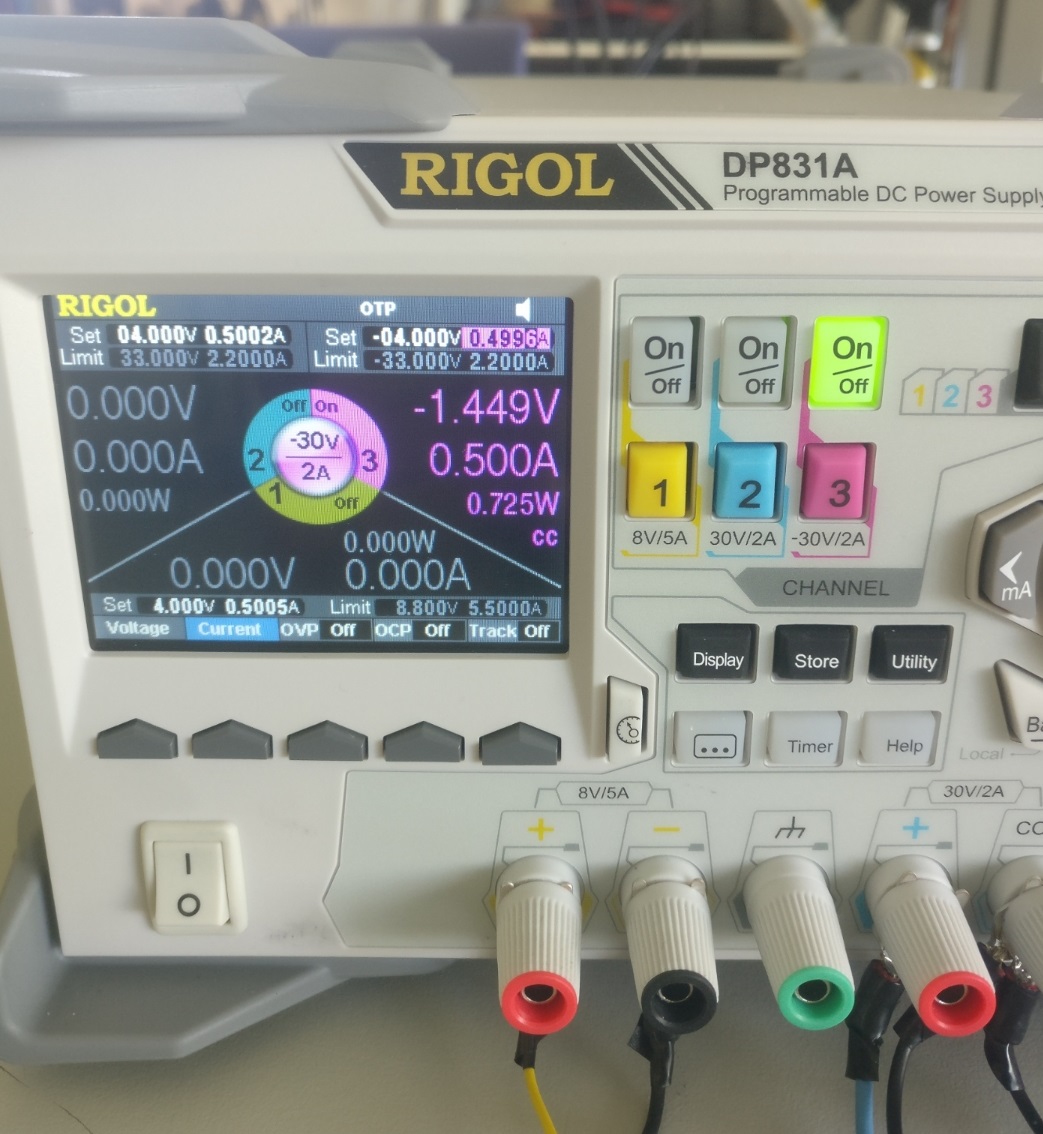 RIGOL
DP831A
Programmable DC Power Supply
RIGOL OTP
Set 04.000V 0.5002A
Limit 33.000V 2.2000A
Set -04.000V 0.4996A
Limit -33.000V 2.2000A
0.000V
0.000A
0.000W
Off On
-30V
2A
2 3
1 Off
-1.449V
0.500A
0.725W
CC
0.000W
0.000V 0.000A
Set 4.000V 0.5005A Limit 8.800V 5.5000A
Voltage Current OVP Off OCP Off Track Off
On
Off
On
Off
On
Off
1 2 3
1 2 3
8V/5A 30V/2A -30V/2A
CHANNEL
mA
Display Store Utility
... Timer Help
Ba
Local
8V/5A 30V/2A
+ - +
CO
I
O